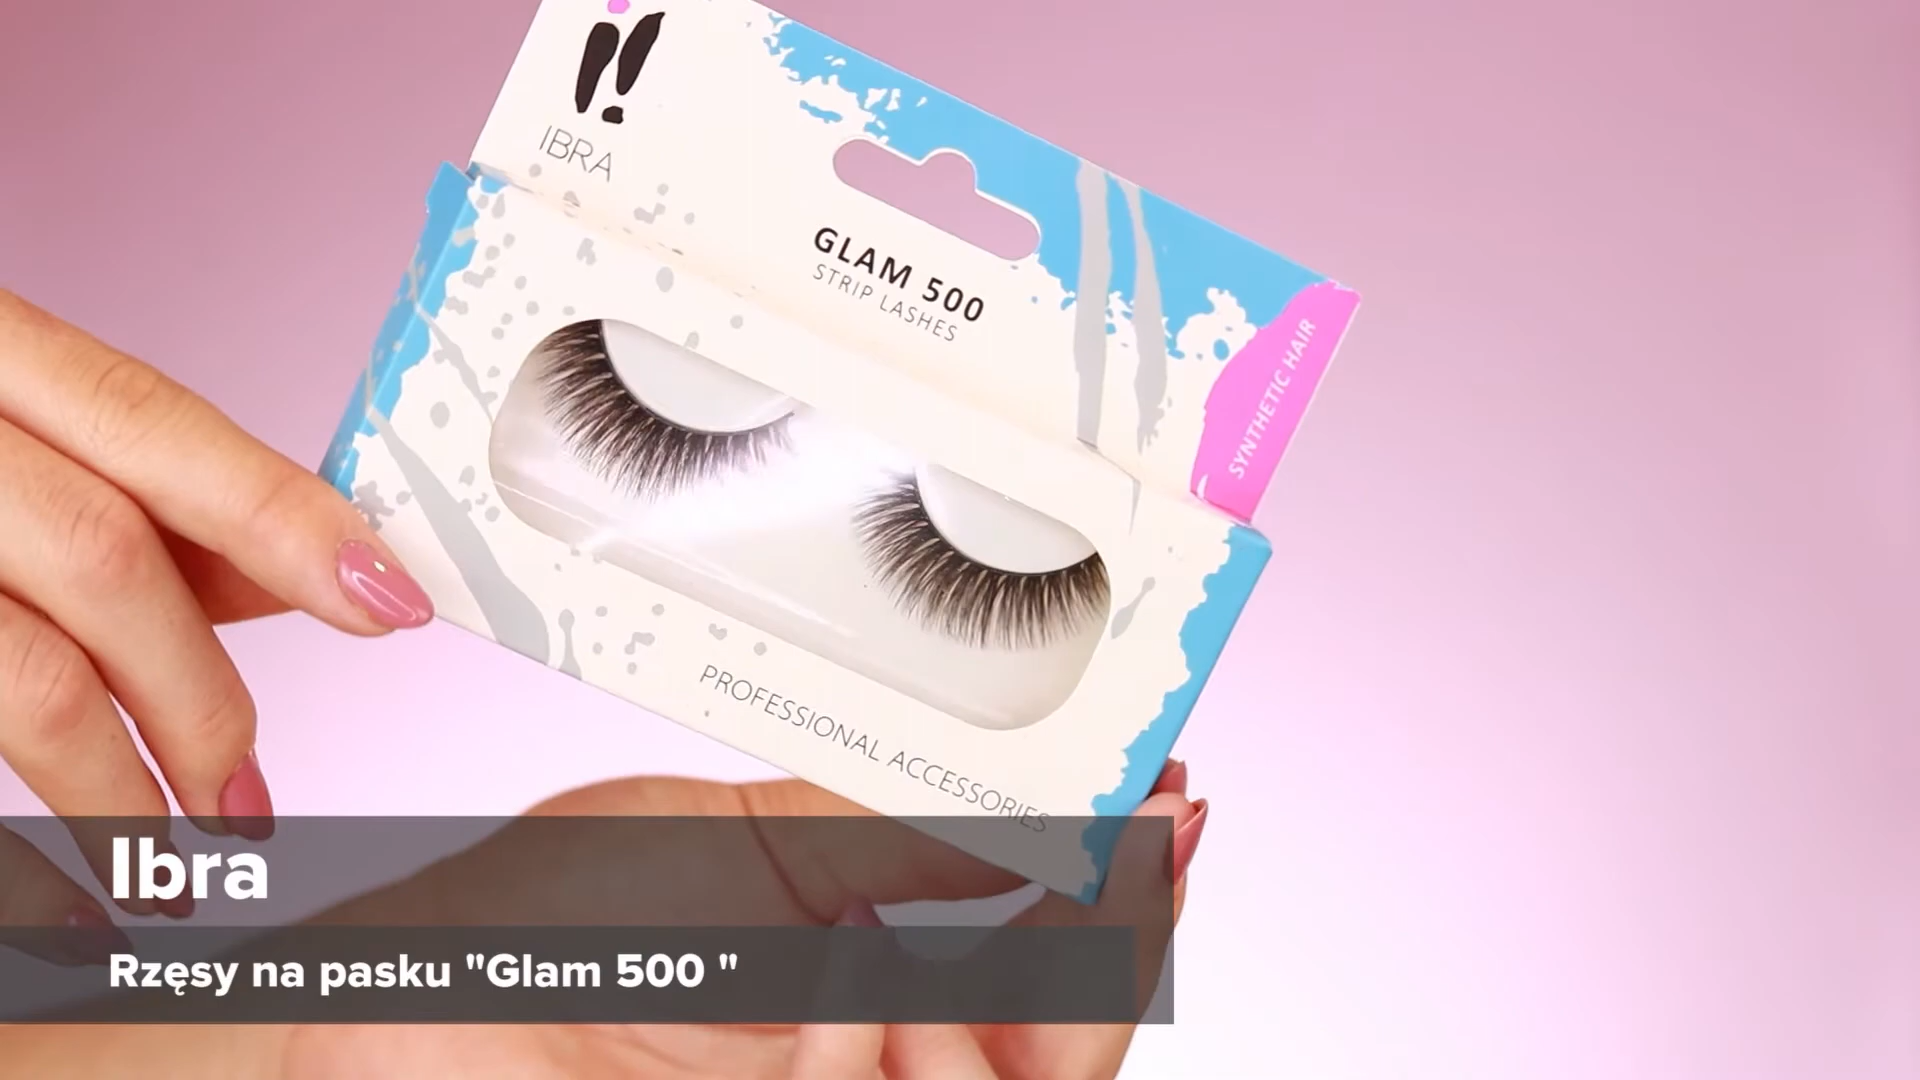 IBRA
GLAM 500
STRIP LASHES
SYNTHETIC HAIR
PROFESSIONAL ACCESSORIES
Ibra
Rzęsy na pasku "Glam 500 "